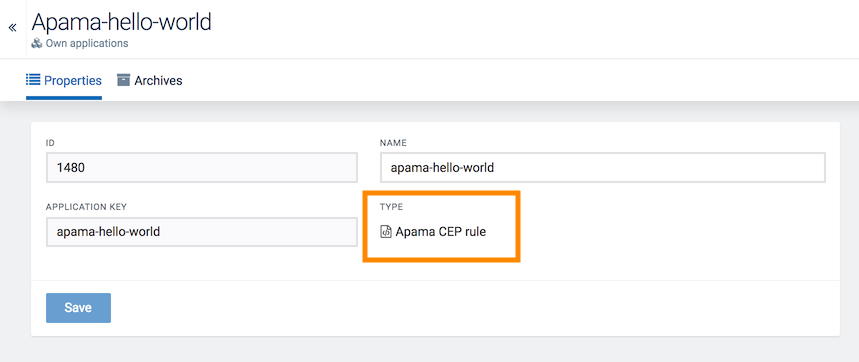 Apama-hello-world
Own applications
Properties Archives
ID NAME
1480 apama-hello-world
APPLICATION KEY TYPE
apama-hello-world Apama CEP rule
Save